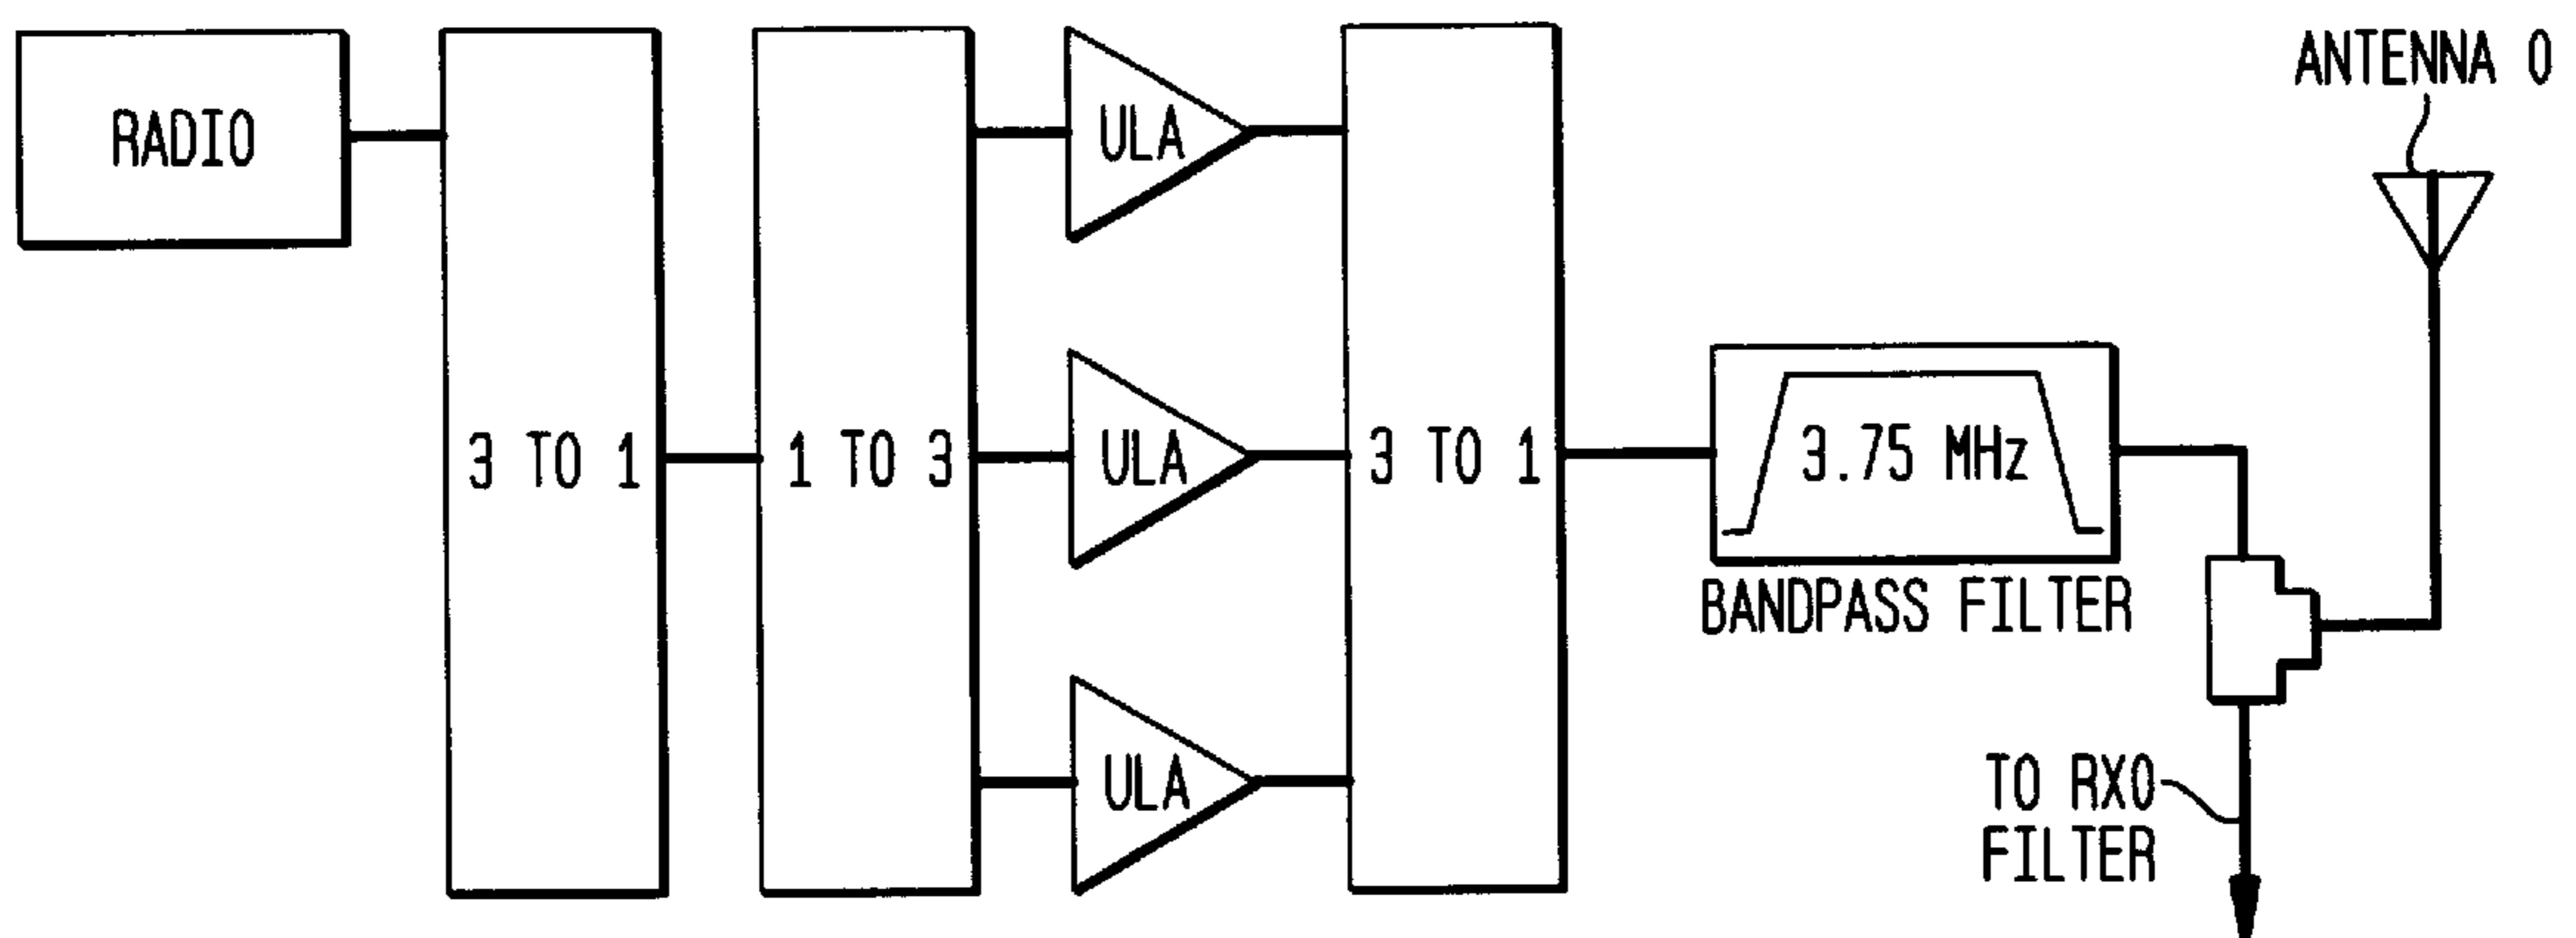 RADIO
3 TO 1
1 TO 3
ULA
ULA
ULA
3 TO 1
3.75 MHz
BANDPASS FILTER
ANTENNA 0
TO RX0
FILTER